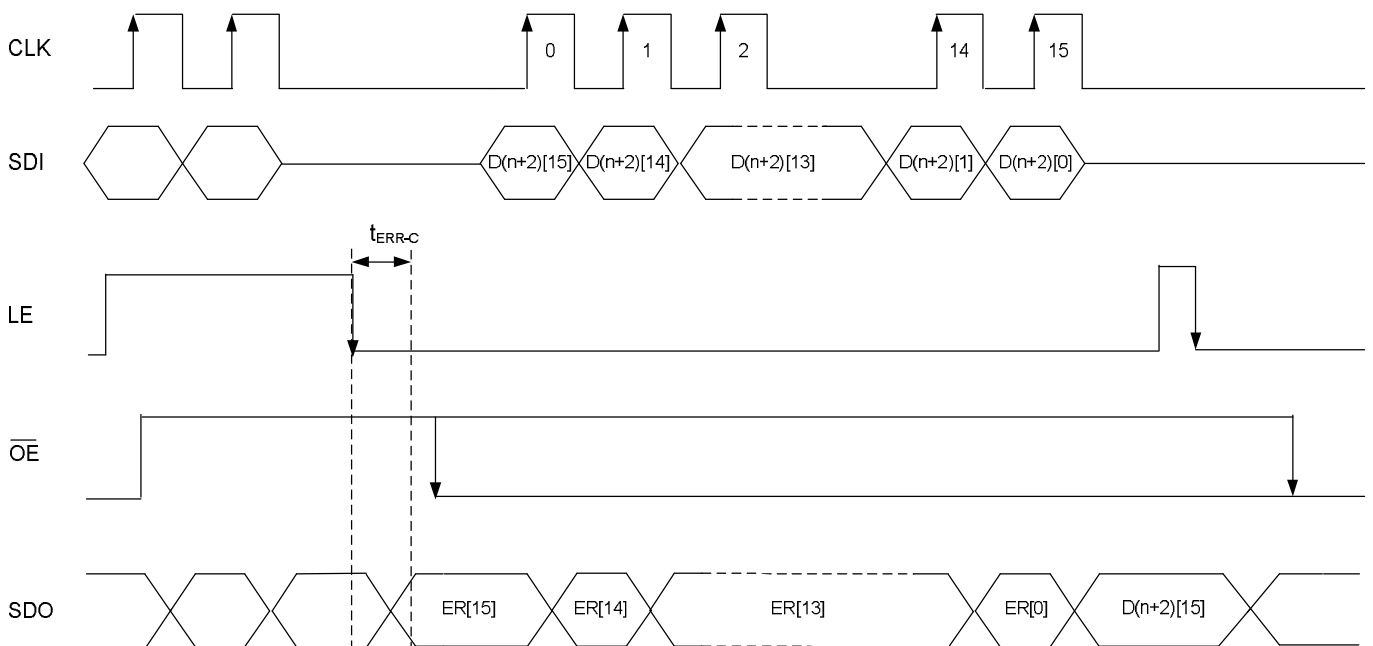 CLK
0 1 2 14 15
SDI
D(n+2)[15] D(n+2)[14] D(n+2)[13] D(n+2)[1] D(n+2)[0]
tERR-C
LE
OE
SDO
ER[15] ER[14] ER[13] ER[0] D(n+2)[15]